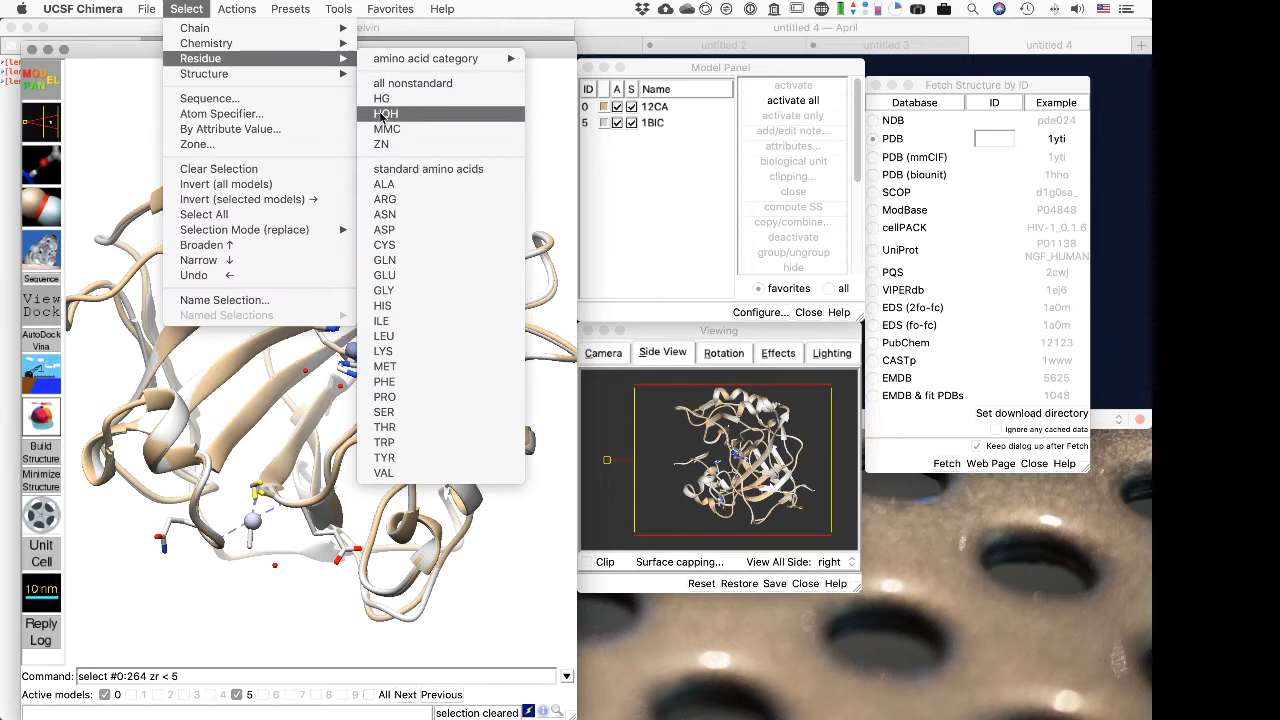 UCSF Chimera File Select Actions Presets Tools Favorites Help
untitled 4 — April
untitled 2
untitled 3
untitled 4
Chain
Chemistry
Residue
Structure
Sequence...
Atom Specifier...
By Attribute Value...
Zone...
Clear Selection
Invert (all models)
Invert (selected models) →
Select All
Selection Mode (replace)
Broaden ↑
Narrow ↓
Undo ←
Name Selection...
Named Selections
amino acid category
all nonstandard
HG
HOH
MMC
ZN
standard amino acids
ALA
ARG
ASN
ASP
CYS
GLN
GLU
GLY
HIS
ILE
LEU
LYS
MET
PHE
PRO
SER
THR
TRP
TYR
VAL
Sequence
View
Dock
AutoDock
Vina
Build
Structure
Minimize
Structure
Unit
Cell
10 nm
Reply
Log
Command: select #0:264 zr < 5
Active models: 0 1 2 3 4 5 6 7 8 9 All Next Previous
selection cleared
Model Panel
ID A S Name
0 12CA
5 1BIC
activate
activate all
activate only
add/edit note...
attributes...
biological unit
clipping...
close
compute SS
copy/combine...
deactivate
group/ungroup
hide
favorites all
Configure... Close Help
Viewing
Camera Side View Rotation Effects Lighting
Clip Surface capping... View All Side: right
Reset Restore Save Close Help
Fetch Structure by ID
Database ID Example
NDB pde024
PDB 1yti
PDB (mmCIF) 1yti
PDB (biounit) 1hho
SCOP d1g0sa_
ModBase P04848
cellPACK HIV-1_0.1.6
UniProt P01138
NGF_HUMAN
PQS 2cwj
VIPERdb 1ej6
EDS (2fo-fc) 1a0m
EDS (fo-fc) 1a0m
PubChem 12123
CASTp 1www
EMDB 5625
EMDB & fit PDBs 1048
Set download directory
Ignore any cached data
Keep dialog up after Fetch
Fetch Web Page Close Help